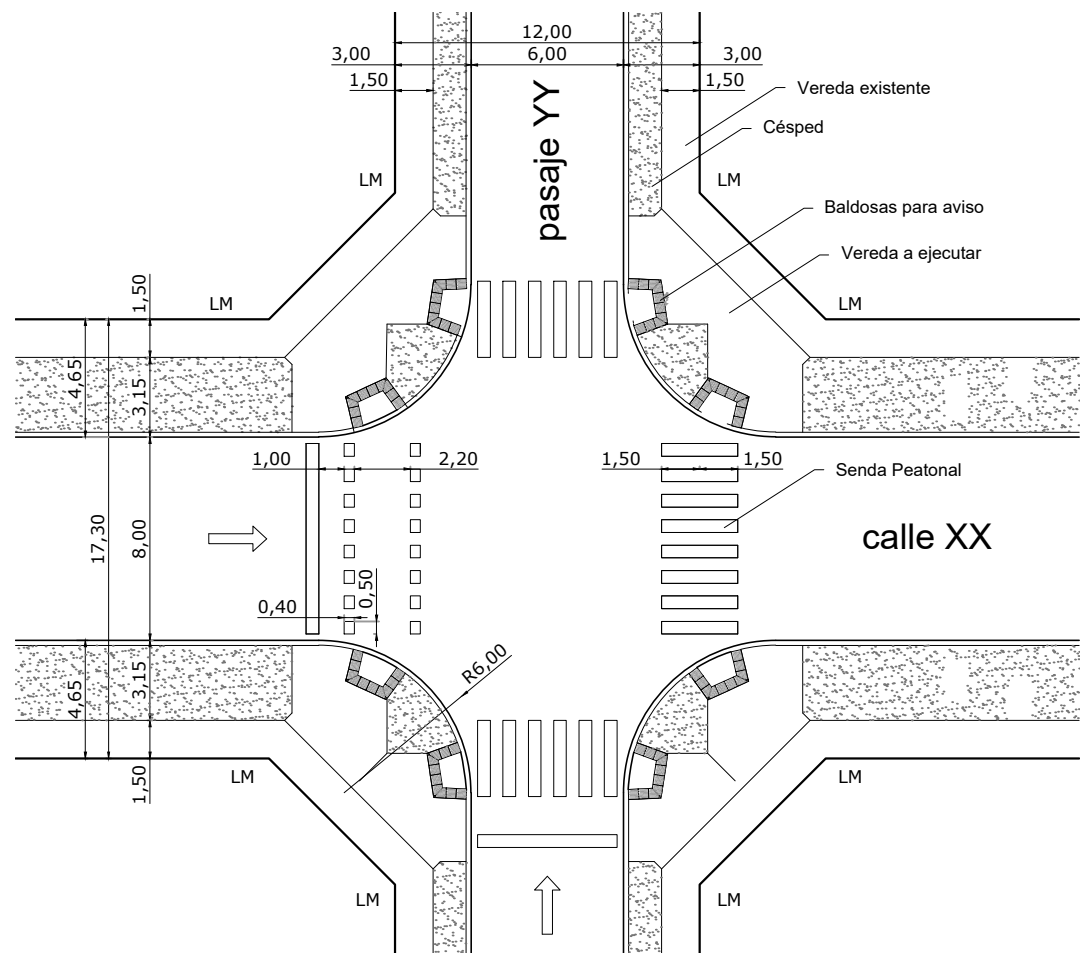 12,00
3,00
6,00
3,00
1,50
1,50
pasaje YY
Vereda existente
Césped
LM
LM
Baldosas para aviso
Vereda a ejecutar
1,50
LM
LM
4,65
3,15
1,00
2,20
1,50
1,50
Senda Peatonal
17,30
8,00
calle XX
0,40
0,50
R6,00
4,65
3,15
1,50
LM
LM
LM
LM